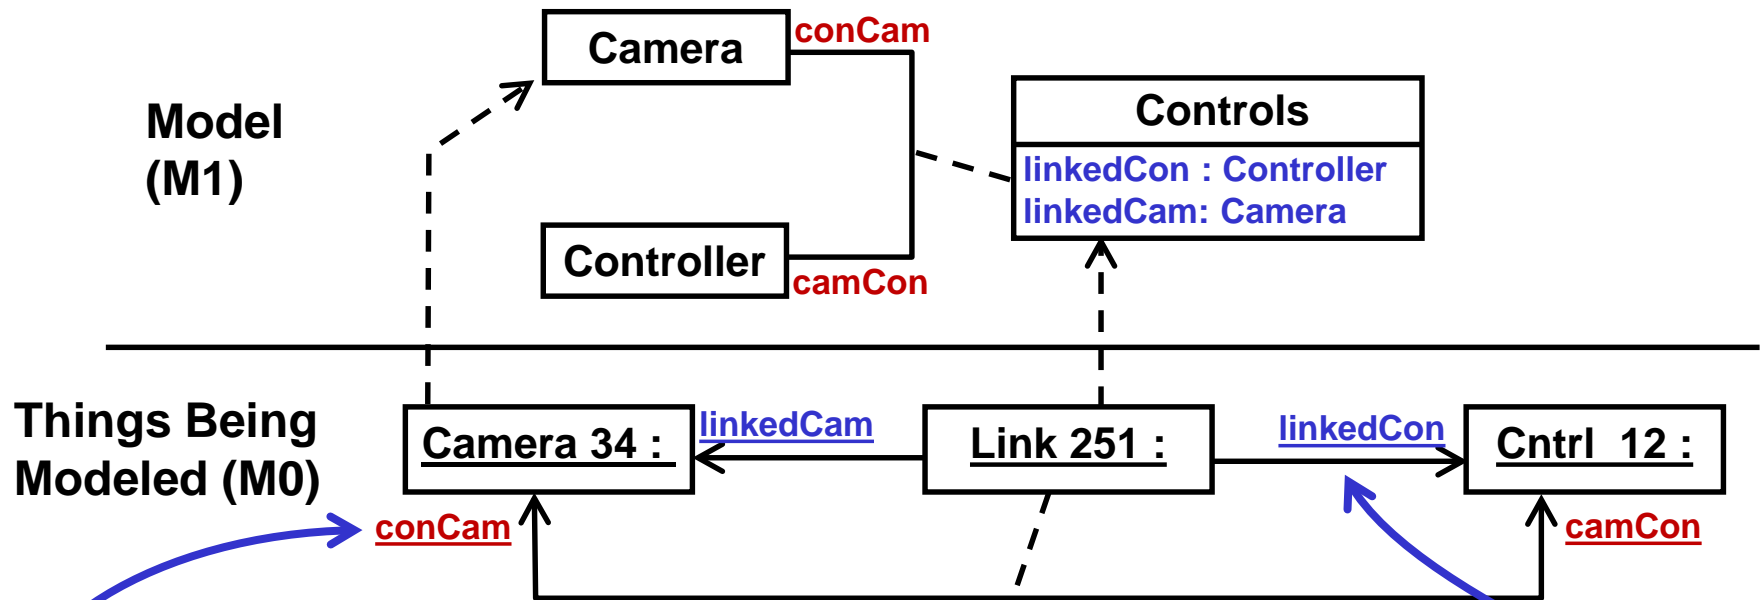 Camera
conCam
Model
(M1)
Controls
linkedCon : Controller
linkedCam: Camera
Controller
camCon
Things Being
Modeled (M0)
Camera 34 :
linkedCam
Link 251 :
linkedCon
Cntrl 12 :
conCam
camCon